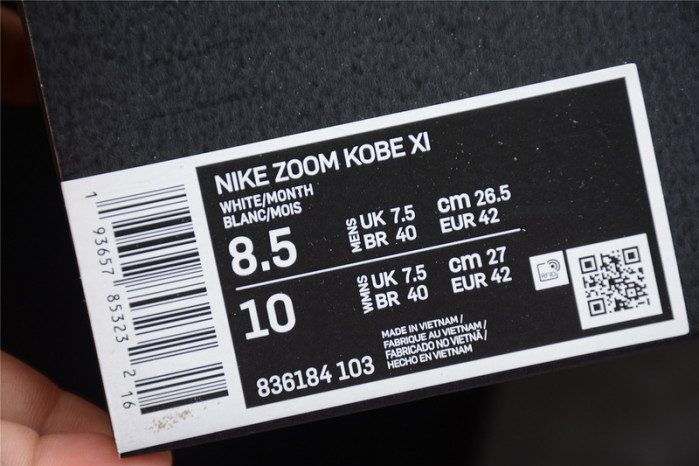 NIKE ZOOM KOBE XI
WHITE/MONTH
BLANC/MOIS
8.5
MENS
UK 7.5
BR 40
cm 26.5
EUR 42
10
WMNS
UK 7.5
BR 40
cm 27
EUR 42
RFID
836184 103
MADE IN VIETNAM /
FABRIQUE AU VIETNAM /
FABRICADO NO VIETNÃ /
HECHO EN VIETNAM
1 93657 85323 2 16